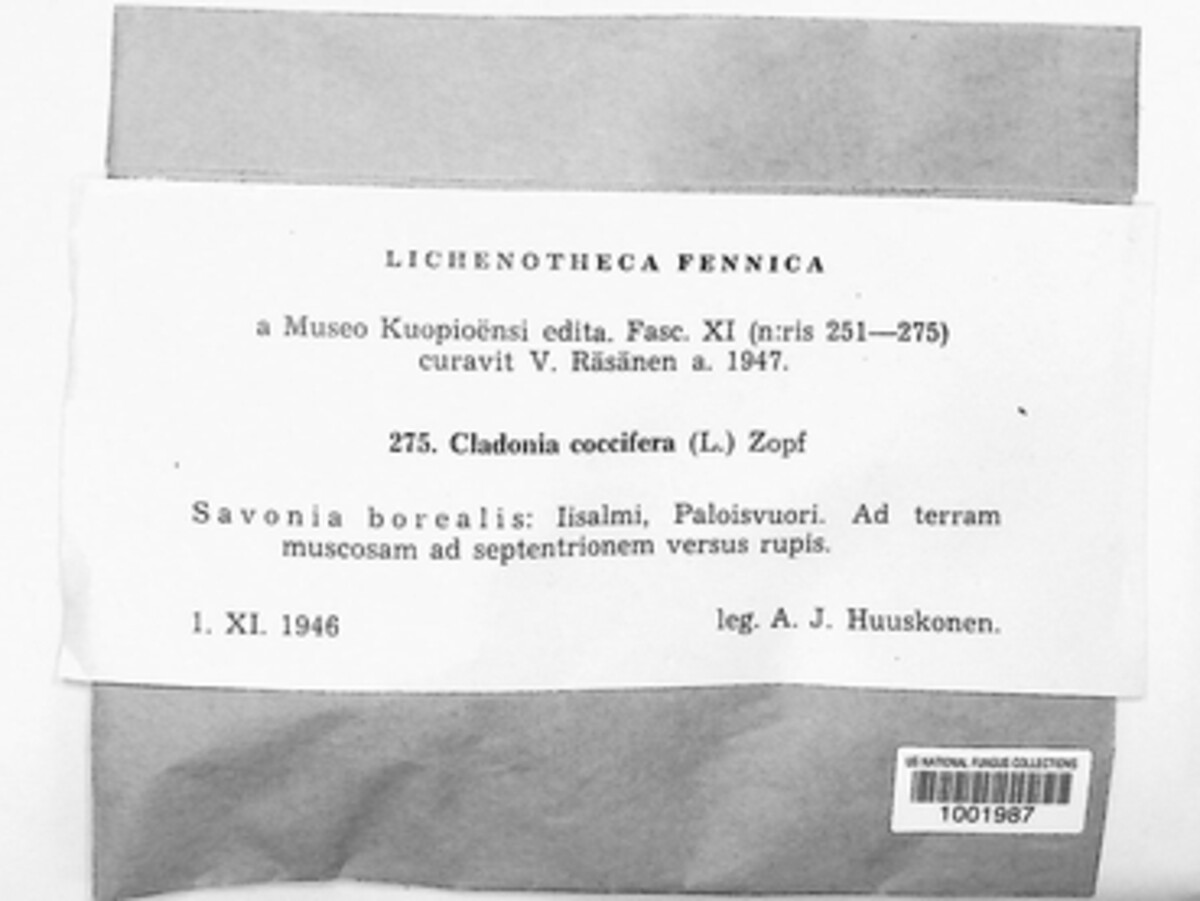 LICHENOTHECA FENNICA
a Museo Kuopioënsi edita. Fasc. XI (n:ris 251—275)
curavit V. Räsänen a. 1947.
275. Cladonia coccifera (L.) Zopf
Savonia borealis: Iisalmi, Paloisvuori. Ad terram
muscosam ad septentrionem versus rupis.
1. XI. 1946 leg. A. J. Huuskonen.
US NATIONAL FUNGUS COLLECTIONS
1001987